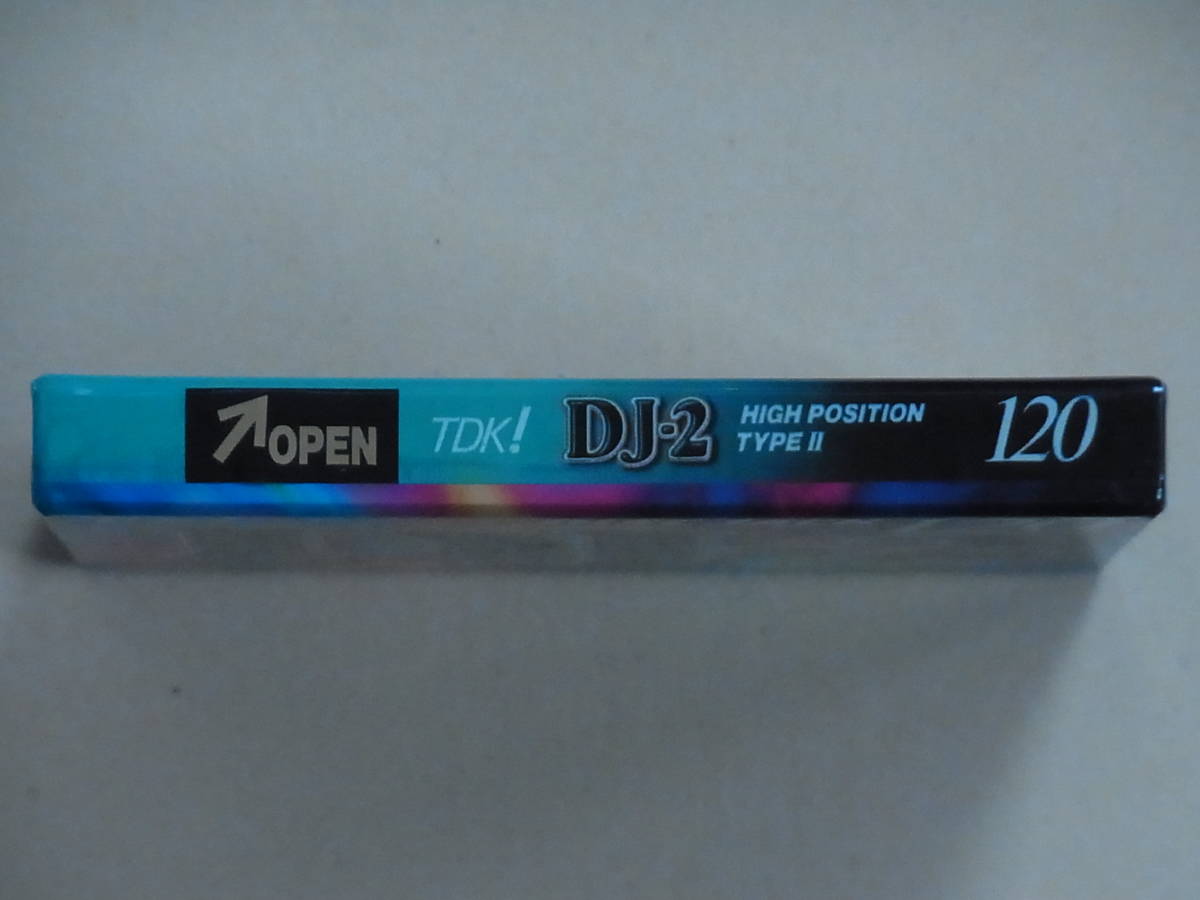 OPEN
TDK!
DJ-2
HIGH POSITION
TYPE II
120